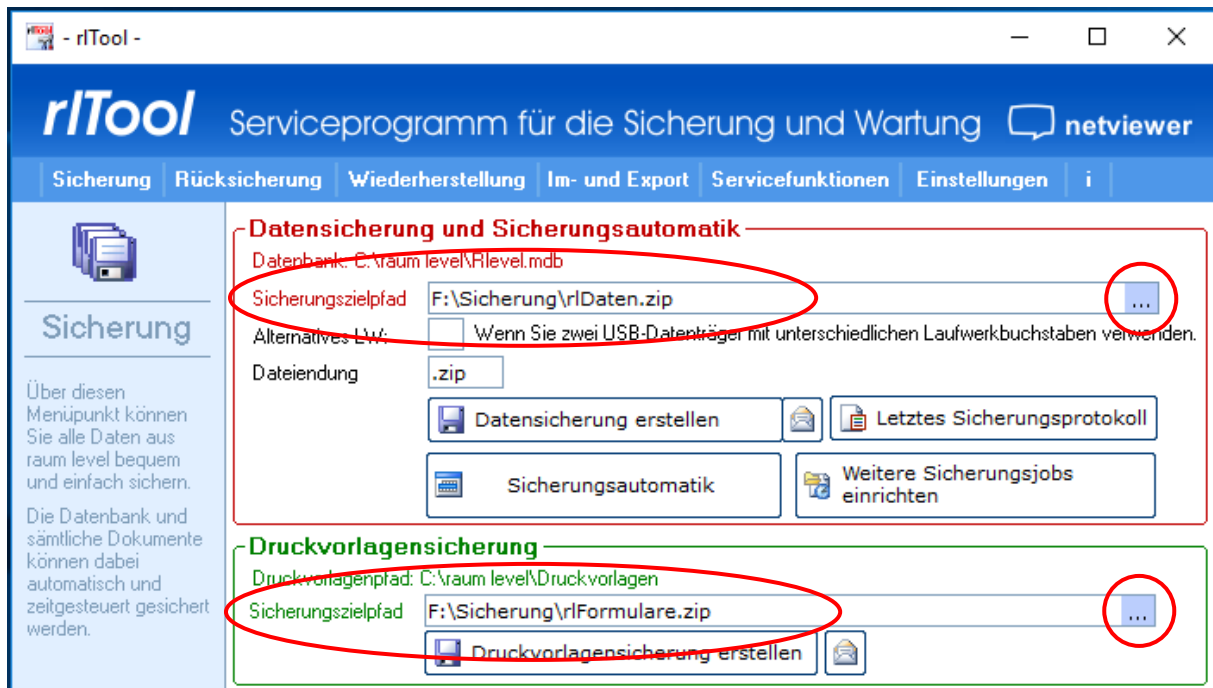 - rlTool -
rlTool Serviceprogramm für die Sicherung und Wartung netviewer
Sicherung Rücksicherung Wiederherstellung Im- und Export Servicefunktionen Einstellungen i
Sicherung
Über diesen
Menüpunkt können
Sie alle Daten aus
raum level bequem
und einfach sichern.
Die Datenbank und
sämtliche Dokumente
können dabei
automatisch und
zeitgesteuert gesichert
werden.
Datensicherung und Sicherungsautomatik
Datenbank: C:\raum level\Rlevel.mdb
Sicherungszielpfad F:\Sicherung\rlDaten.zip ...
Alternatives LW: Wenn Sie zwei USB-Datenträger mit unterschiedlichen Laufwerkbuchstaben verwenden.
Dateiendung .zip
Datensicherung erstellen Letztes Sicherungsprotokoll
Sicherungsautomatik Weitere Sicherungsjobs
einrichten
Druckvorlagensicherung
Druckvorlagenpfad: C:\raum level\Druckvorlagen
Sicherungszielpfad F:\Sicherung\rlFormulare.zip ...
Druckvorlagensicherung erstellen